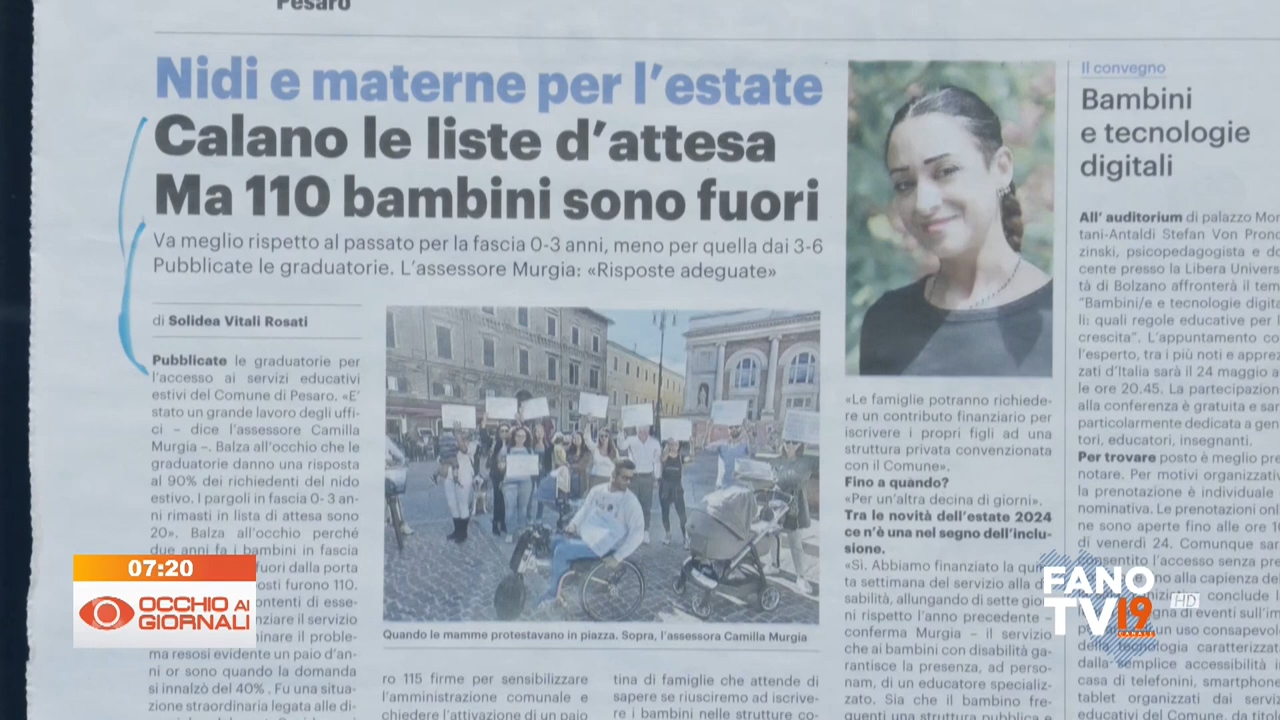 Pesaro
Nidi e materne per l'estate
Calano le liste d'attesa
Ma 110 bambini sono fuori
Va meglio rispetto al passato per la fascia 0-3 anni, meno per quella dai 3-6
Pubblicate le graduatorie. L'assessore Murgia: «Risposte adeguate»
di Solidea Vitali Rosati
Pubblicate le graduatorie per
l'accesso ai servizi educativi
estivi del Comune di Pesaro. «E'
stato un grande lavoro degli uffi-
ci – dice l'assessore Camilla
Murgia –. Balza all'occhio che le
graduatorie danno una risposta
al 90% dei richiedenti del nido
estivo. I pargoli in fascia 0- 3 an-
ni rimasti in lista di attesa sono
20». Balza all'occhio perché
due anni fa i bambini in fascia
fuori dalla porta
osti furono 110.
ontenti di esse-
ziare il servizio
inare il proble-
ma resosi evidente un paio d'an-
ni or sono quando la domanda
si innalzò del 40% . Fu una situa-
zione straordinaria legata alle di-
Quando le mamme protestavano in piazza. Sopra, l'assessora Camilla Murgia
ro 115 firme per sensibilizzare
l'amministrazione comunale e
chiedere l'attivazione di un paio
tina di famiglie che attende di
sapere se riusciremo ad iscrive-
re i bambini nelle strutture co-
«Le famiglie potranno richiede-
re un contributo finanziario per
iscrivere i propri figli ad una
struttura privata convenzionata
con il Comune».
Fino a quando?
«Per un'altra decina di giorni».
Tra le novità dell'estate 2024
ce n'è una nel segno dell'inclu-
sione.
«Sì. Abbiamo finanziato la qu
ta settimana del servizio alla d
sabilità, allungando di sette gio
ni rispetto l'anno precedente –
conferma Murgia – il servizio
che ai bambini con disabilità ga-
rantisce la presenza, ad perso-
nam, di un educatore specializ-
zato. Sia che il bambino fre-
quenti una struttura pubblica e
Il convegno
Bambini
e tecnologie
digitali
All' auditorium di palazzo Mon
tani-Antaldi Stefan Von Pronc
zinski, psicopedagogista e do
cente presso la Libera Univers
tà di Bolzano affronterà il tem
"Bambini/e e tecnologie digita
li: quali regole educative per l
crescita". L'appuntamento co
l'esperto, tra i più noti e apprez
zati d'Italia sarà il 24 maggio a
le ore 20.45. La partecipazion
alla conferenza è gratuita e sar
particolarmente dedicata a gen
tori, educatori, insegnanti.
Per trovare posto è meglio pre
notare. Per motivi organizzati
la prenotazione è individuale
nominativa. Le prenotazioni onl
ne sono aperte fino alle ore 1
di venerdì 24. Comunque sar
onsentito l'accesso senza pre
no alla capienza de
conclude l
gna di eventi sull'im
un uso consapevol
della tecnologia caratterizzat
dalla semplice accessibilità i
casa di telefonini, smartphone
tablet organizzati dai servi
educativi del Comune, da
07:20
OCCHIO AI
GIORNALI
FANO
TV 19
CANALE
HD